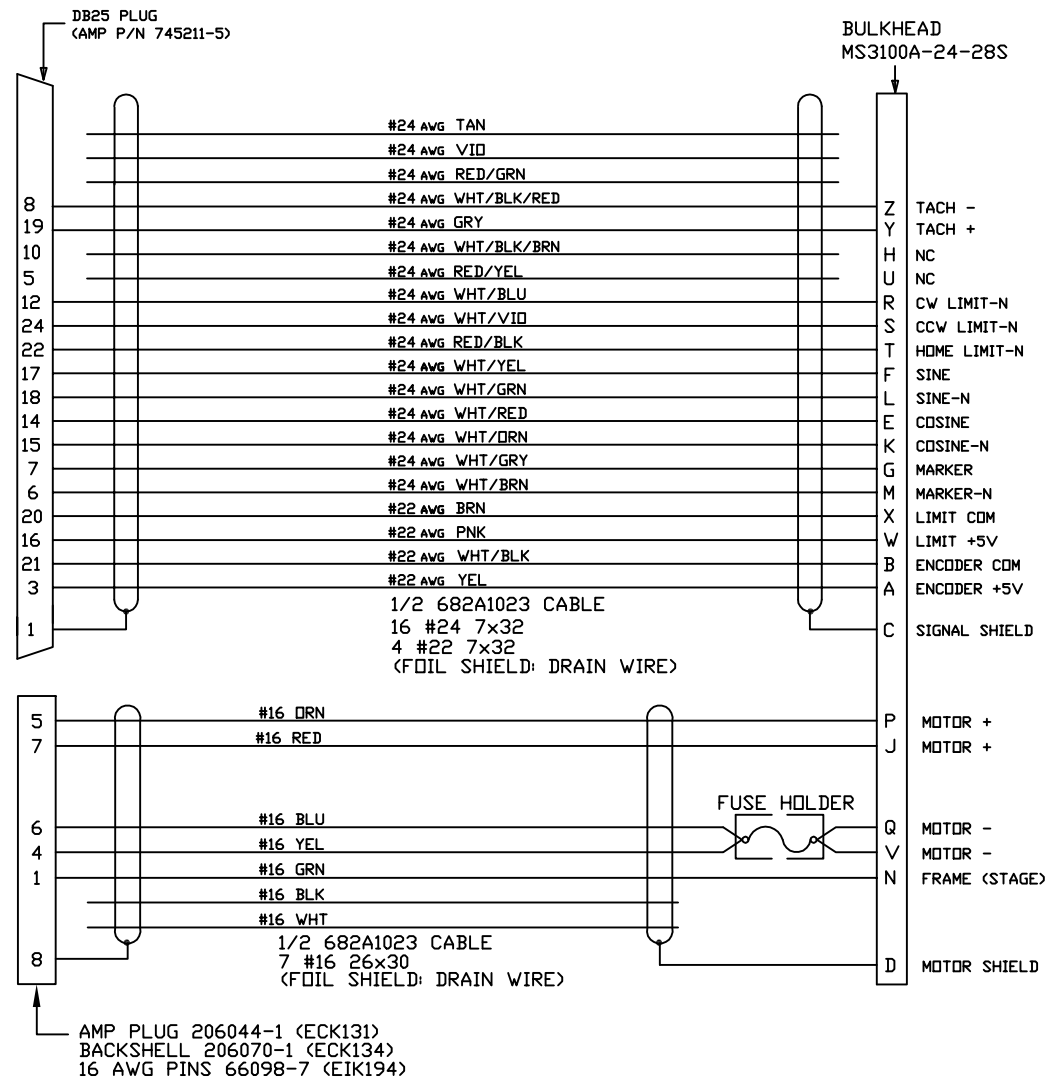 DB25 PLUG
(AMP P/N 745211-5)
BULKHEAD
MS3100A-24-28S
#24 AWG TAN
#24 AWG VIO
#24 AWG RED/GRN
8 #24 AWG WHT/BLK/RED Z TACH -
19 #24 AWG GRY Y TACH +
10 #24 AWG WHT/BLK/BRN H NC
5 #24 AWG RED/YEL U NC
12 #24 AWG WHT/BLU R CW LIMIT-N
24 #24 AWG WHT/VIO S CCW LIMIT-N
22 #24 AWG RED/BLK T HOME LIMIT-N
17 #24 AWG WHT/YEL F SINE
18 #24 AWG WHT/GRN L SINE-N
14 #24 AWG WHT/RED E COSINE
15 #24 AWG WHT/ORN K COSINE-N
7 #24 AWG WHT/GRY G MARKER
6 #24 AWG WHT/BRN M MARKER-N
20 #22 AWG BRN X LIMIT COM
16 #22 AWG PNK W LIMIT +5V
21 #22 AWG WHT/BLK B ENCODER COM
3 #22 AWG YEL A ENCODER +5V
1 C SIGNAL SHIELD
1/2 682A1023 CABLE
16 #24 7x32
4 #22 7x32
(FOIL SHIELD; DRAIN WIRE)
5 #16 ORN P MOTOR +
7 #16 RED J MOTOR +
FUSE HOLDER
6 #16 BLU Q MOTOR -
4 #16 YEL V MOTOR -
1 #16 GRN N FRAME (STAGE)
#16 BLK
#16 WHT
8 D MOTOR SHIELD
1/2 682A1023 CABLE
7 #16 26x30
(FOIL SHIELD; DRAIN WIRE)
AMP PLUG 206044-1 (ECK131)
BACKSHELL 206070-1 (ECK134)
16 AWG PINS 66098-7 (EIK194)